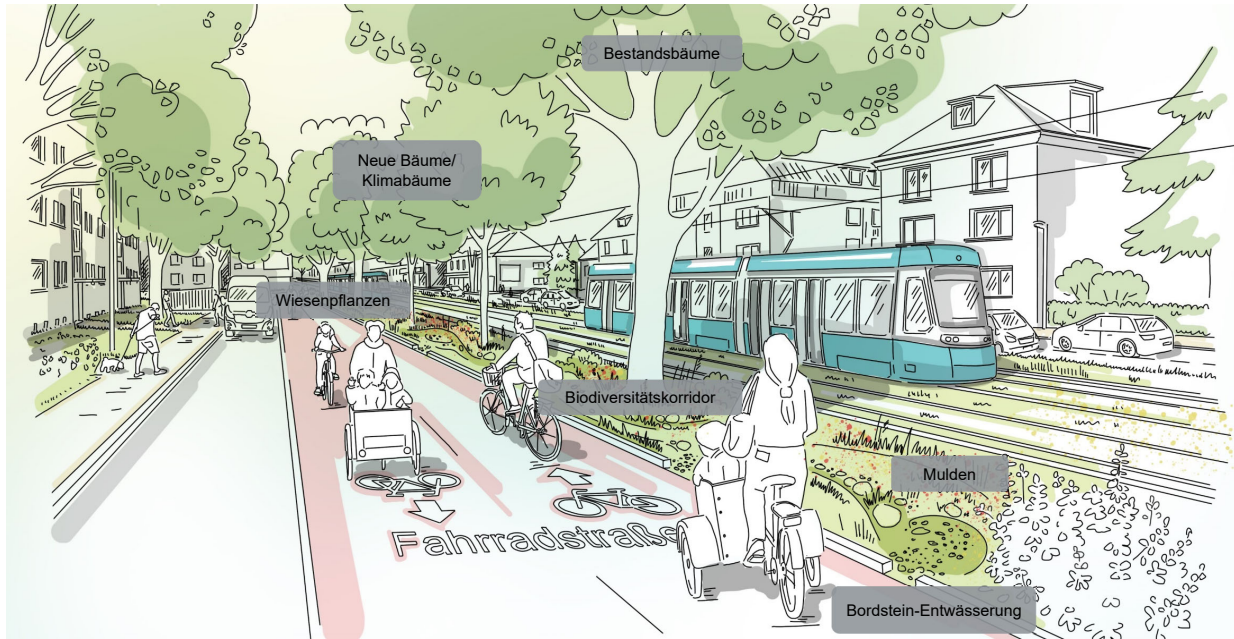 Bestandsbäume
Neue Bäume/
Klimabäume
Wiesenpflanzen
Biodiversitätskorridor
Mulden
Fahrradstraße
Bordstein-Entwässerung